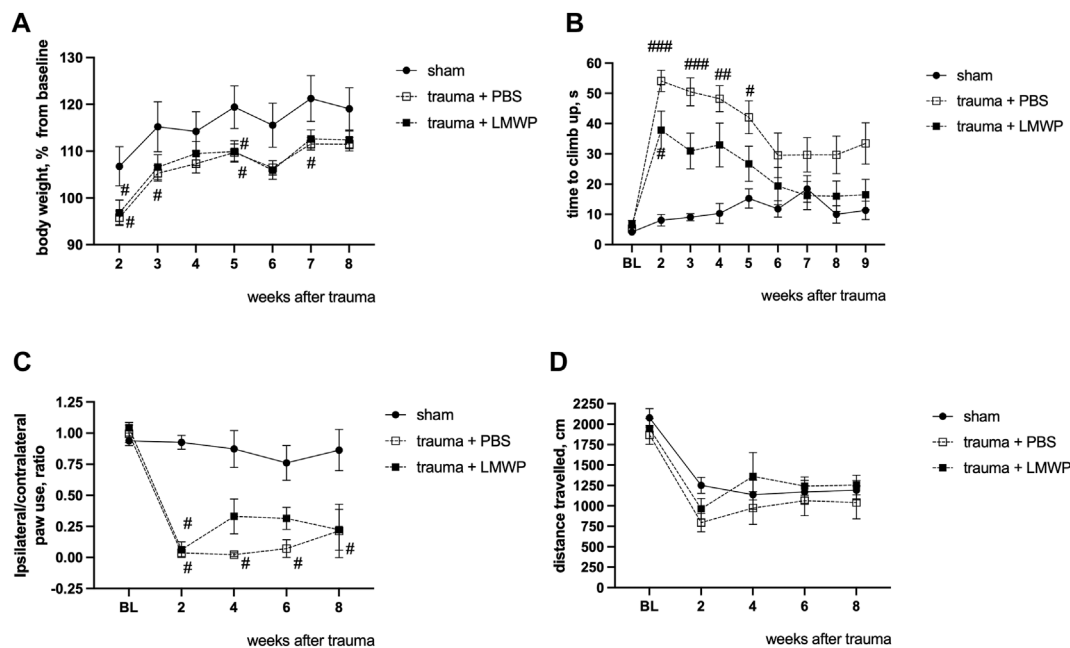 A
body weight, % from baseline
130
120
110
100
90
#
#
#
#
#
#
2 3 4 5 6 7 8
weeks after trauma
sham
trauma + PBS
trauma + LMWP
B
time to climb up, s
60
50
40
30
20
10
0
###
###
##
#
#
BL 2 3 4 5 6 7 8 9
weeks after trauma
sham
trauma + PBS
trauma + LMWP
C
Ipsilateral/contralateral
paw use, ratio
1.25
1.00
0.75
0.50
0.25
0.00
-0.25
#
#
#
#
#
BL 2 4 6 8
weeks after trauma
sham
trauma + PBS
trauma + LMWP
D
distance travelled, cm
2250
2000
1750
1500
1250
1000
750
500
250
0
BL 2 4 6 8
weeks after trauma
sham
trauma + PBS
trauma + LMWP